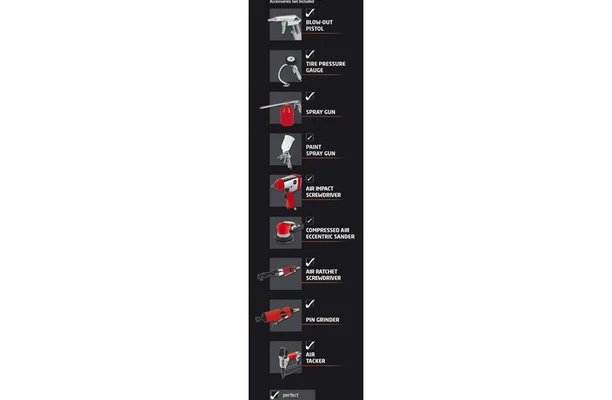 Accessories not included
BLOW-OUT
PISTOL
TIRE PRESSURE
GAUGE
SPRAY GUN
PAINT
SPRAY GUN
AIR IMPACT
SCREWDRIVER
COMPRESSED AIR
ECCENTRIC SANDER
AIR RATCHET
SCREWDRIVER
PIN GRINDER
AIR
TACKER
perfect